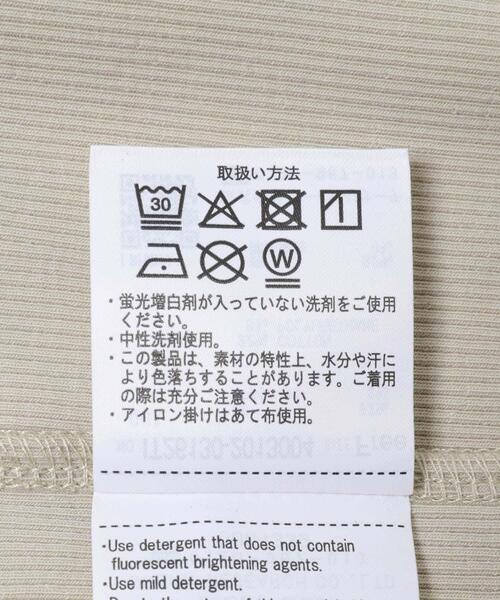 取扱い方法
30
W
・蛍光増白剤が入っていない洗剤をご使用
ください。
・中性洗剤使用。
・この製品は、素材の特性上、水分や汗に
より色落ちすることがあります。ご着用
の際は充分ご注意ください。
・アイロン掛けはあて布使用。
・Use detergent that does not contain
fluorescent brightening agents.
・Use mild detergent.